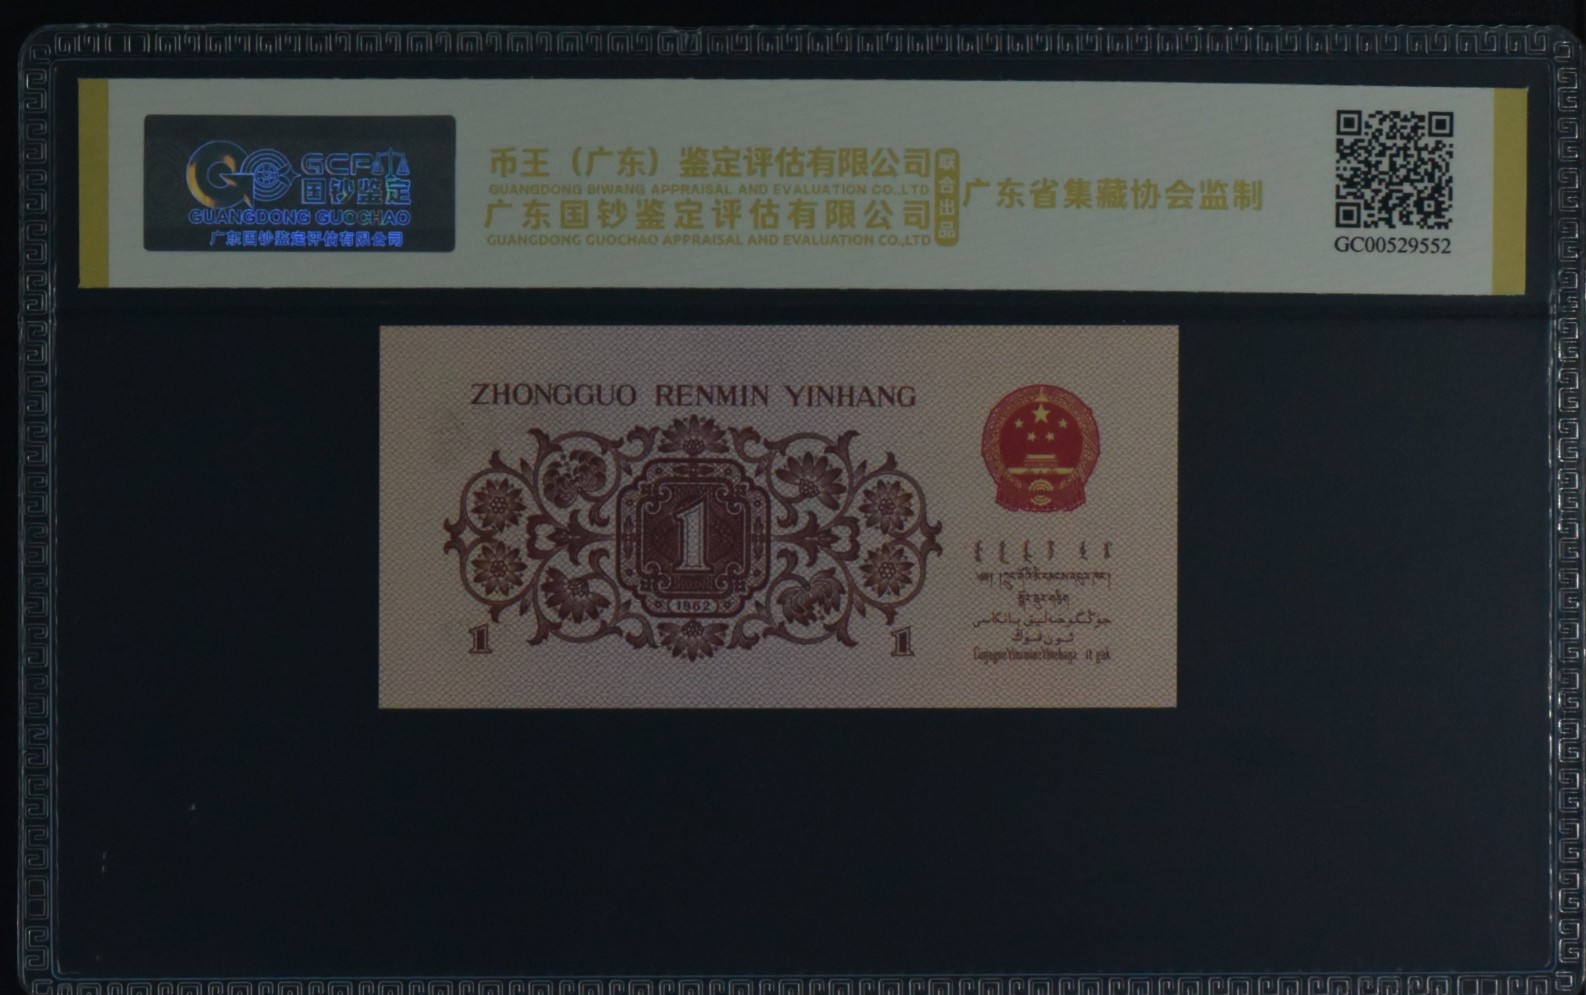 GCP
国钞鉴定
GUANGDONG GUOCHAO
广东国钞鉴定评估有限公司
币王（广东）鉴定评估有限公司
GUANGDONG BIWANG APPRAISAL AND EVALUATION CO.,LTD
广东国钞鉴定评估有限公司
GUANGDONG GUOCHAO APPRAISAL AND EVALUATION CO.,LTD
联合出品
广东省集藏协会监制
GC00529552
ZHONGGUO RENMIN YINHANG
1
1962
1
1
جۇڭگو خەلىق بانكاسى